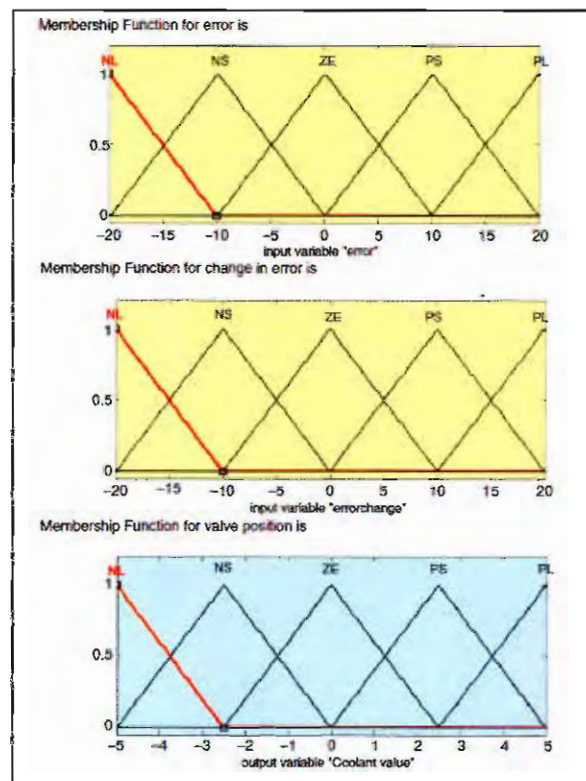 Membership Function for error is
NL NS ZE PS PL
1
0.5
0
-20 -15 -10 -5 0 5 10 15 20
input variable "error"
Membership Function for change in error is
NL NS ZE PS PL
1
0.5
0
-20 -15 -10 -5 0 5 10 15 20
input variable "errorchange"
Membership Function for valve position is
NL NS ZE PS PL
1
0.5
0
-5 -4 -3 -2 -1 0 1 2 3 4 5
output variable "Coolant value"